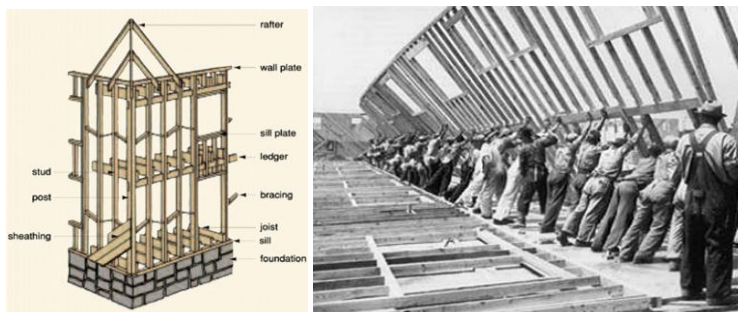 rafter
wall plate
sill plate
ledger
stud
bracing
post
joist
sheathing
sill
foundation